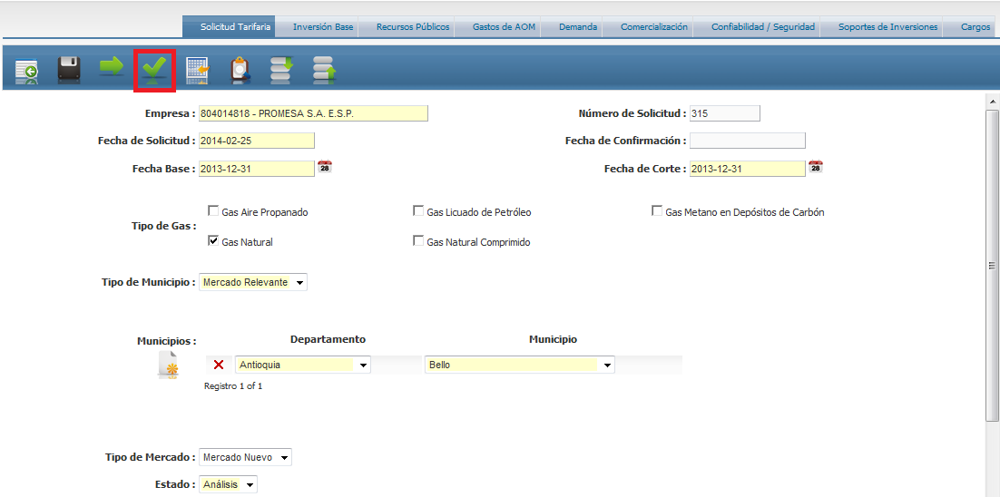 Solicitud Tarifaria Inversión Base Recursos Públicos Gastos de AOM Demanda Comercialización Confiabilidad / Seguridad Soportes de Inversiones Cargos
Empresa : 804014818 - PROMESA S.A. E.S.P. Número de Solicitud : 315
Fecha de Solicitud : 2014-02-25 Fecha de Confirmación :
Fecha Base : 2013-12-31 28 Fecha de Corte : 2013-12-31 28
Gas Aire Propanado Gas Licuado de Petróleo Gas Metano en Depósitos de Carbón
Tipo de Gas :
Gas Natural Gas Natural Comprimido
Tipo de Municipio : Mercado Relevante
Municipios : Departamento Municipio
Antioquia Bello
Registro 1 of 1
Tipo de Mercado : Mercado Nuevo
Estado : Análisis